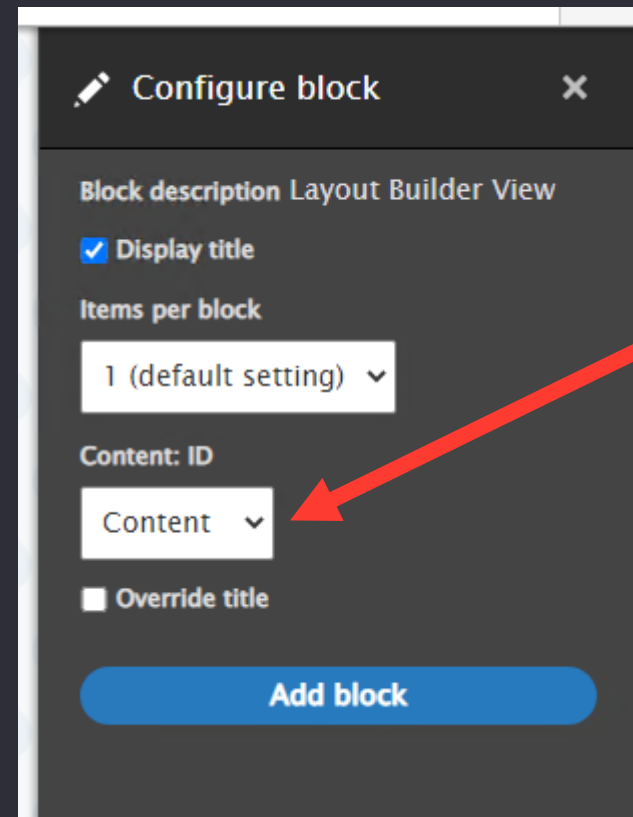 Configure block
Block description Layout Builder View
Display title
Items per block
1 (default setting)
Content: ID
Content
Override title
Add block